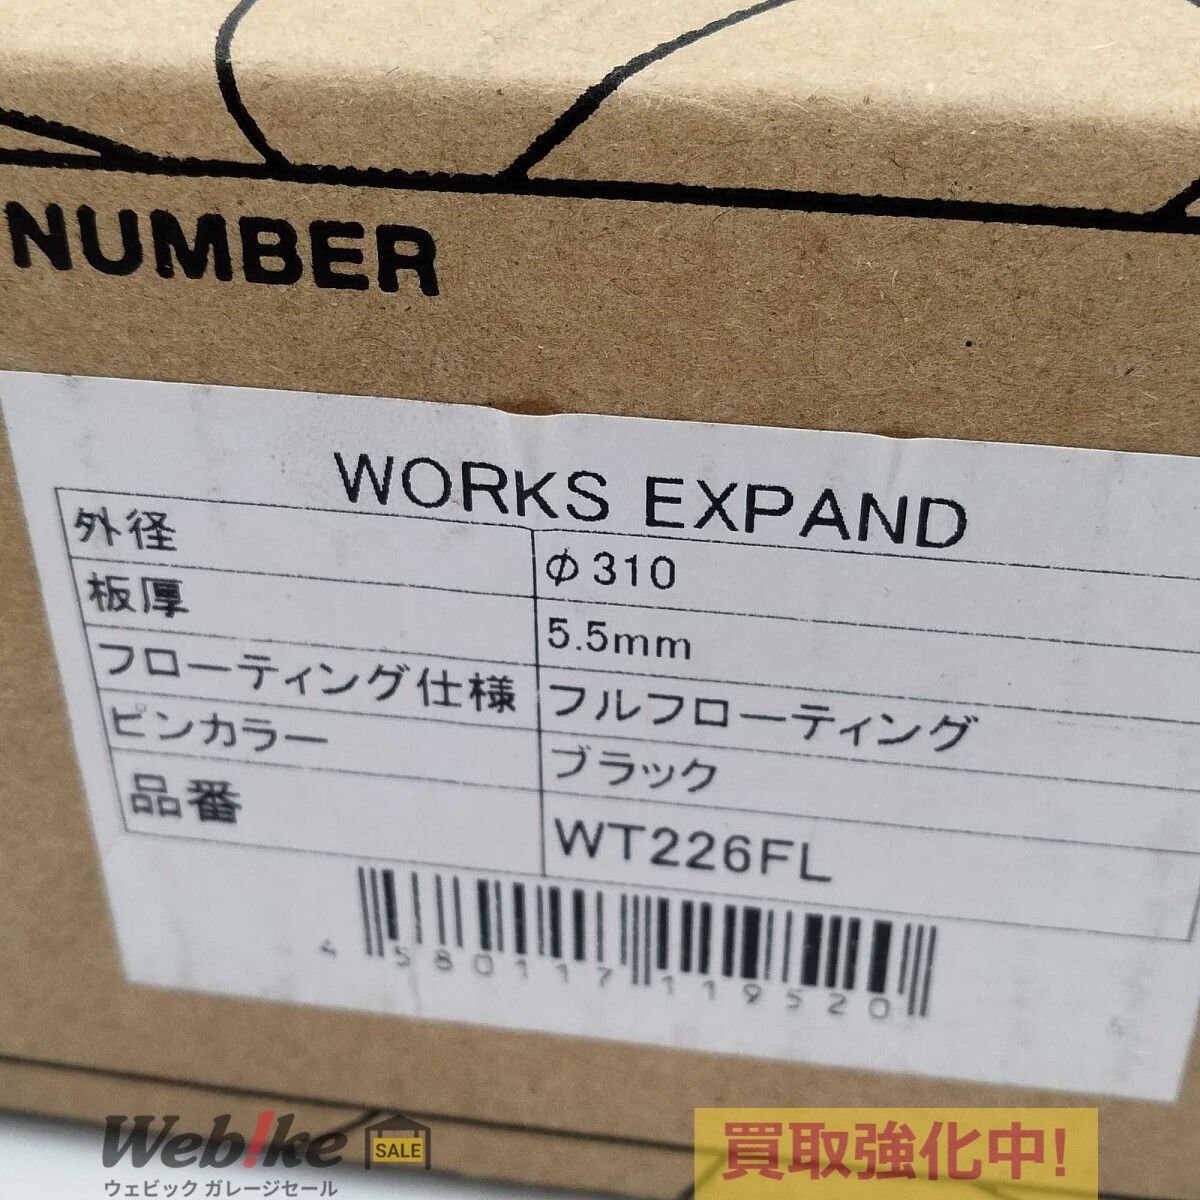 NUMBER
WORKS EXPAND
外径 φ310
板厚 5.5mm
フローティング仕様 フルフローティング
ピンカラー ブラック
品番 WT226FL
4 580117 119520
Web!ke SALE
ウェビック ガレージセール
買取強化中!